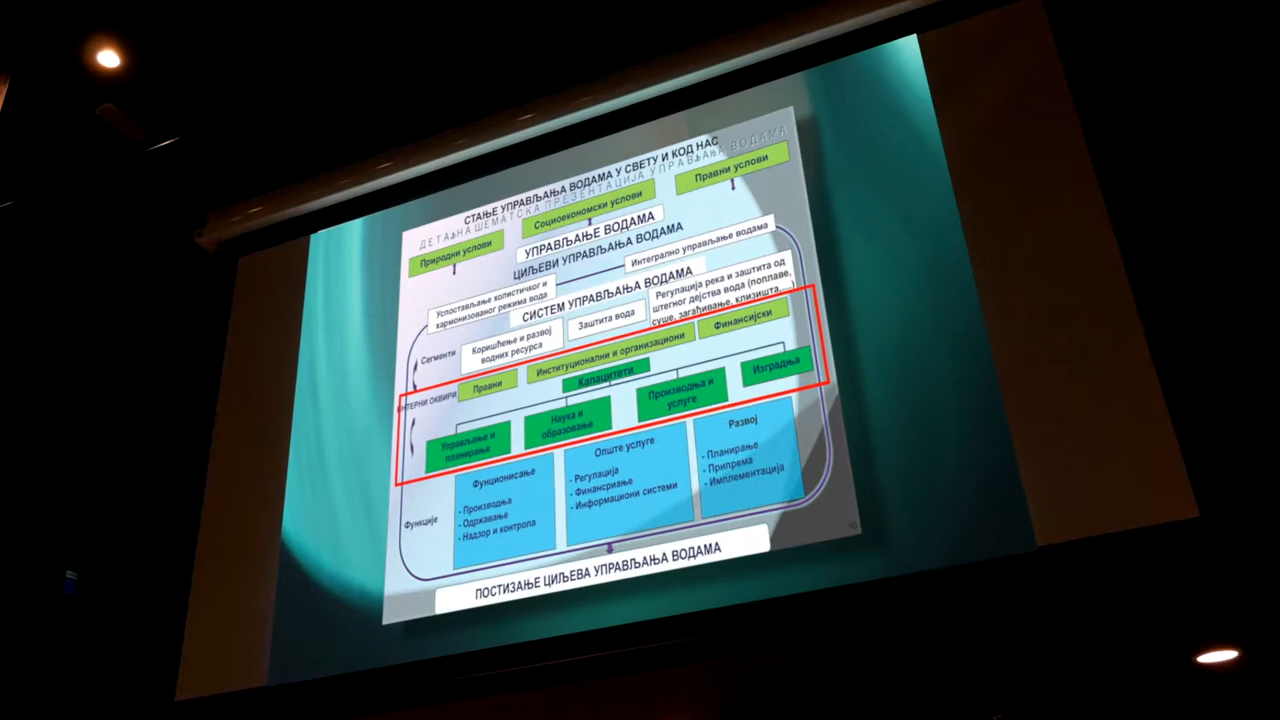 СТАЊЕ УПРАВЉАЊА ВОДАМА У СВЕТУ И КОД НАС
ДЕТАЉНА ШЕМАТСКА ПРЕЗЕНТАЦИЈА УПРАВЉАЊА ВОДАМА
Природни услови
Социоекономски услови
Правни услови
УПРАВЉАЊЕ ВОДАМА
ЦИЉЕВИ УПРАВЉАЊА ВОДАМА
Успостављање холистичког и
хармонизованог режима вода
Интегрално управљање водама
СИСТЕМ УПРАВЉАЊА ВОДАМА
Сегменти
Коришћење и развој
водних ресурса
Заштита вода
Регулација река и заштита од
штегног дејства вода (поплаве,
суше, загађивање, клизишта,...)
ИНТЕРНИ ОКВИРИ
Правни
Институционални и организациони
Финансијски
Капацитети
Управљање и
планирање
Наука и
образовање
Производња и
услуге
Изградња
Функције
Фунционисање
- Производња
- Одржавање
- Надзор и контрола
Опште услуге
- Регулација
- Финансриање
- Информациони системи
Развој
- Планирање
- Припрема
- Имплементација
ПОСТИЗАЊЕ ЦИЉЕВА УПРАВЉАЊА ВОДАМА